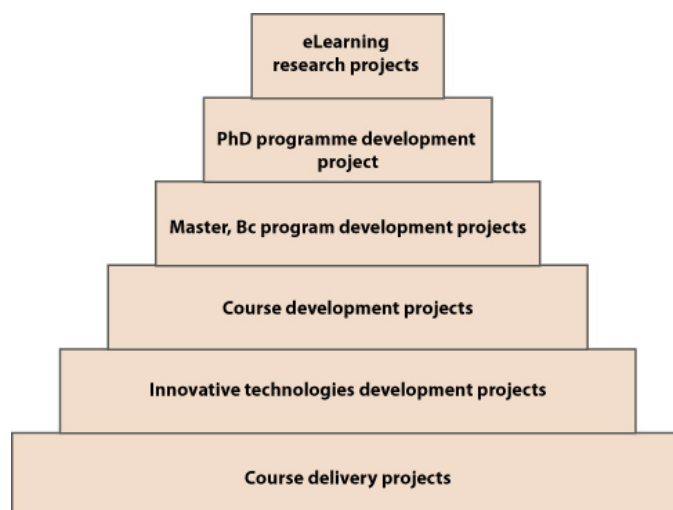 eLearning
research projects
PhD programme development
project
Master, Bc program development projects
Course development projects
Innovative technologies development projects
Course delivery projects